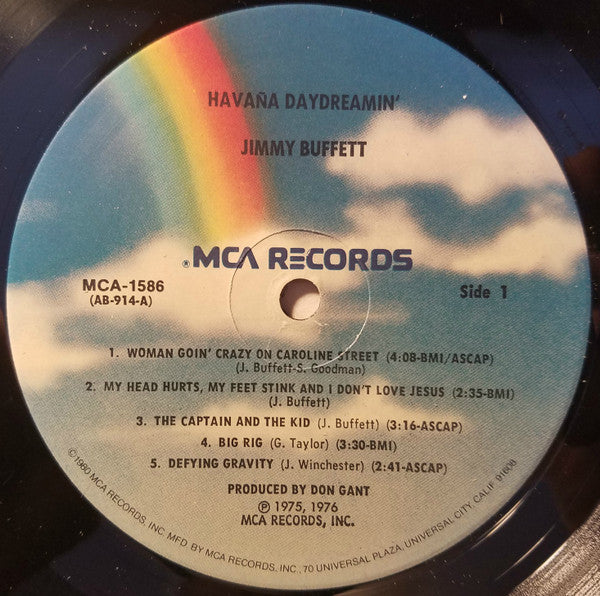 HAVAÑA DAYDREAMIN'
JIMMY BUFFETT
® MCA RECORDS
MCA-1586
(AB-914-A)
Side 1
1. WOMAN GOIN' CRAZY ON CAROLINE STREET (4:08-BMI/ASCAP)
(J. Buffett-S. Goodman)
2. MY HEAD HURTS, MY FEET STINK AND I DON'T LOVE JESUS (2:35-BMI)
(J. Buffett)
3. THE CAPTAIN AND THE KID (J. Buffett) (3:16-ASCAP)
4. BIG RIG (G. Taylor) (3:30-BMI)
5. DEFYING GRAVITY (J. Winchester) (2:41-ASCAP)
PRODUCED BY DON GANT
℗ 1975, 1976
MCA RECORDS, INC.
©1980 MCA RECORDS, INC. MFD BY MCA RECORDS, INC., 70 UNIVERSAL PLAZA, UNIVERSAL CITY, CALIF. 91608